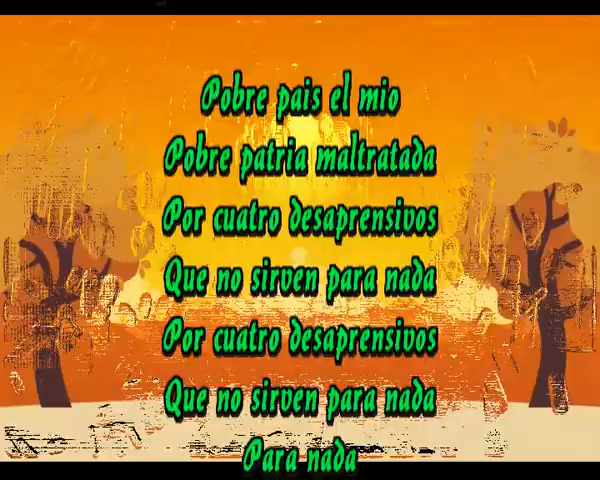 Pobre pais el mio
Pobre patria maltratada
Por cuatro desaprensivos
Que no sirven para nada
Por cuatro desaprensivos
Que no sirven para nada
Para nada